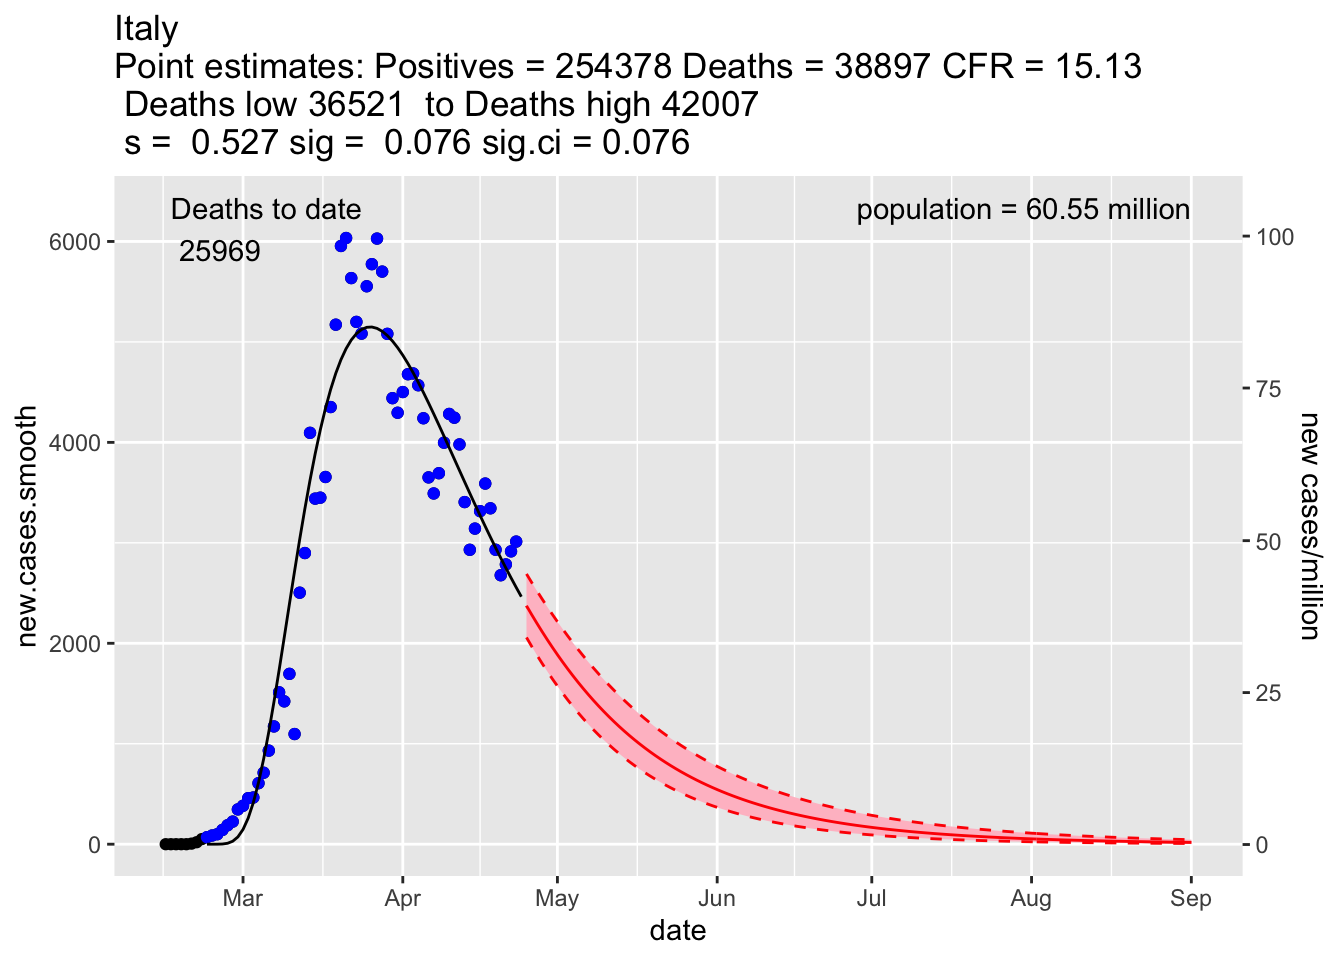 Italy
Point estimates: Positives = 254378 Deaths = 38897 CFR = 15.13
Deaths low 36521  to Deaths high 42007
s =  0.527 sig =  0.076 sig.ci = 0.076
Deaths to date
25969
population = 60.55 million
6000
4000
2000
0
new.cases.smooth
100
75
50
25
0
new cases/million
Mar
Apr
May
Jun
Jul
Aug
Sep
date